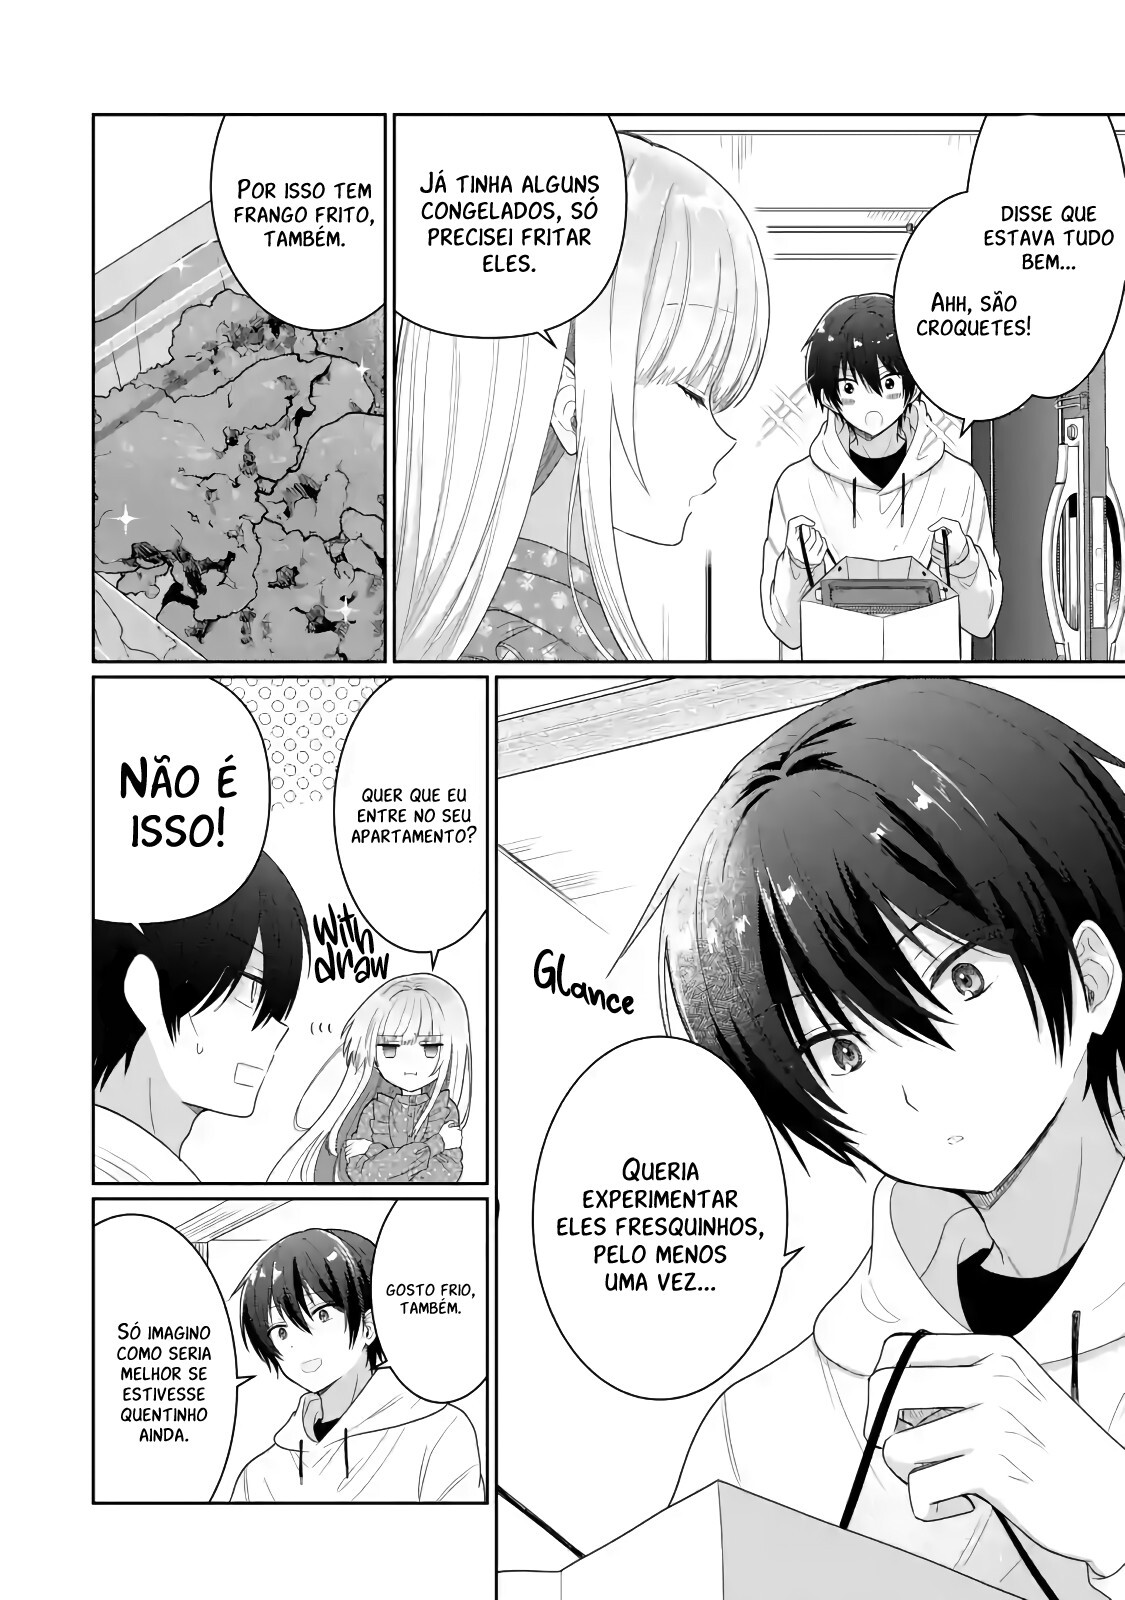 DISSE QUE
ESTAVA TUDO
BEM...
AHH, SÃO
CROQUETES!
JÁ TINHA ALGUNS
CONGELADOS, SÓ
PRECISEI FRITAR
ELES.
POR ISSO TEM
FRANGO FRITO,
TAMBÉM.
GLANCE
QUERIA
EXPERIMENTAR
ELES FRESQUINHOS,
PELO MENOS
UMA VEZ...
QUER QUE EU
ENTRE NO SEU
APARTAMENTO?
With
draw
NÃO É
ISSO!
GOSTO FRIO,
TAMBÉM.
SÓ IMAGINO
COMO SERIA
MELHOR SE
ESTIVESSE
QUENTINHO
AINDA.